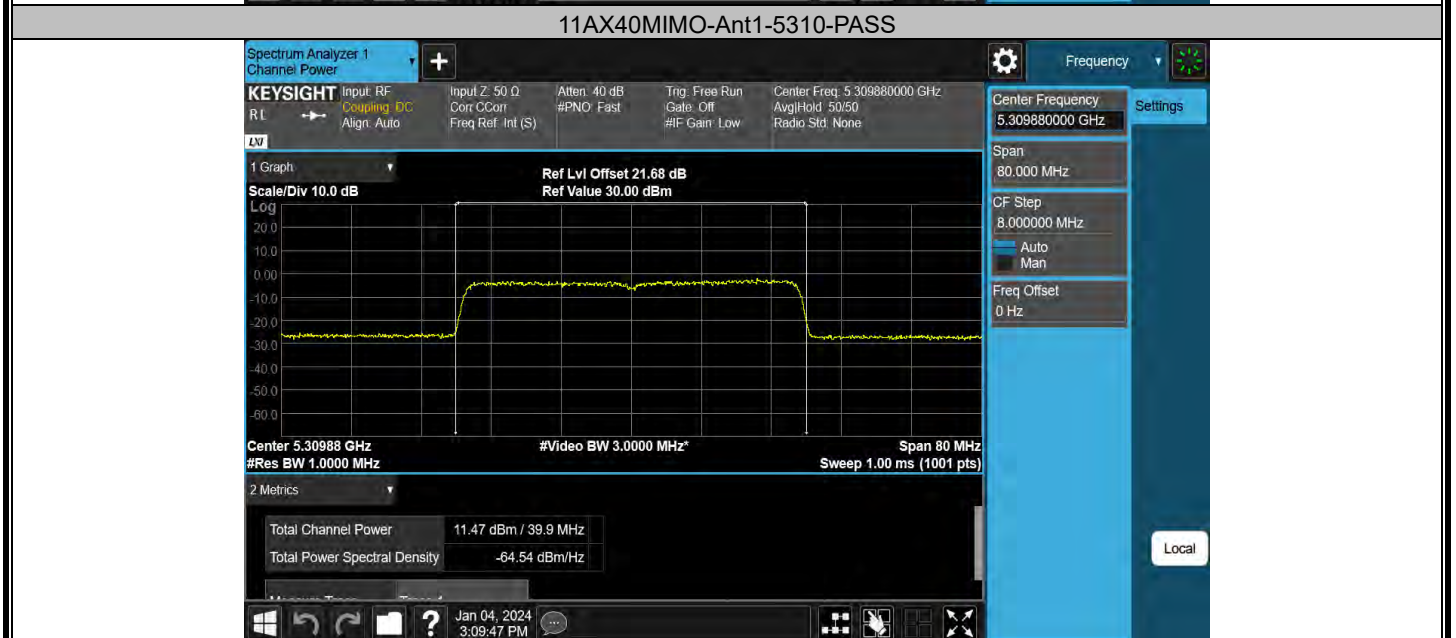 11AX40MIMO-Ant1-5310-PASS
Spectrum Analyzer 1
Channel Power
+
Frequency
KEYSIGHT
RL
LXI
Input: RF
Coupling: DC
Align: Auto
Input Z: 50 Ω
Corr CCorr
Freq Ref: Int (S)
Atten: 40 dB
#PNO: Fast
Trig: Free Run
Gate: Off
#IF Gain: Low
Center Freq: 5.309880000 GHz
Avg|Hold: 50/50
Radio Std: None
Center Frequency
5.309880000 GHz
Settings
Span
80.000 MHz
CF Step
8.000000 MHz
Auto
Man
Freq Offset
0 Hz
1 Graph
Scale/Div 10.0 dB
Ref Lvl Offset 21.68 dB
Ref Value 30.00 dBm
Log
20.0
10.0
0.00
-10.0
-20.0
-30.0
-40.0
-50.0
-60.0
Center 5.30988 GHz
#Video BW 3.0000 MHz*
Span 80 MHz
#Res BW 1.0000 MHz
Sweep 1.00 ms (1001 pts)
2 Metrics
Total Channel Power 11.47 dBm / 39.9 MHz
Total Power Spectral Density -64.54 dBm/Hz
Local
?
Jan 04, 2024
3:09:47 PM